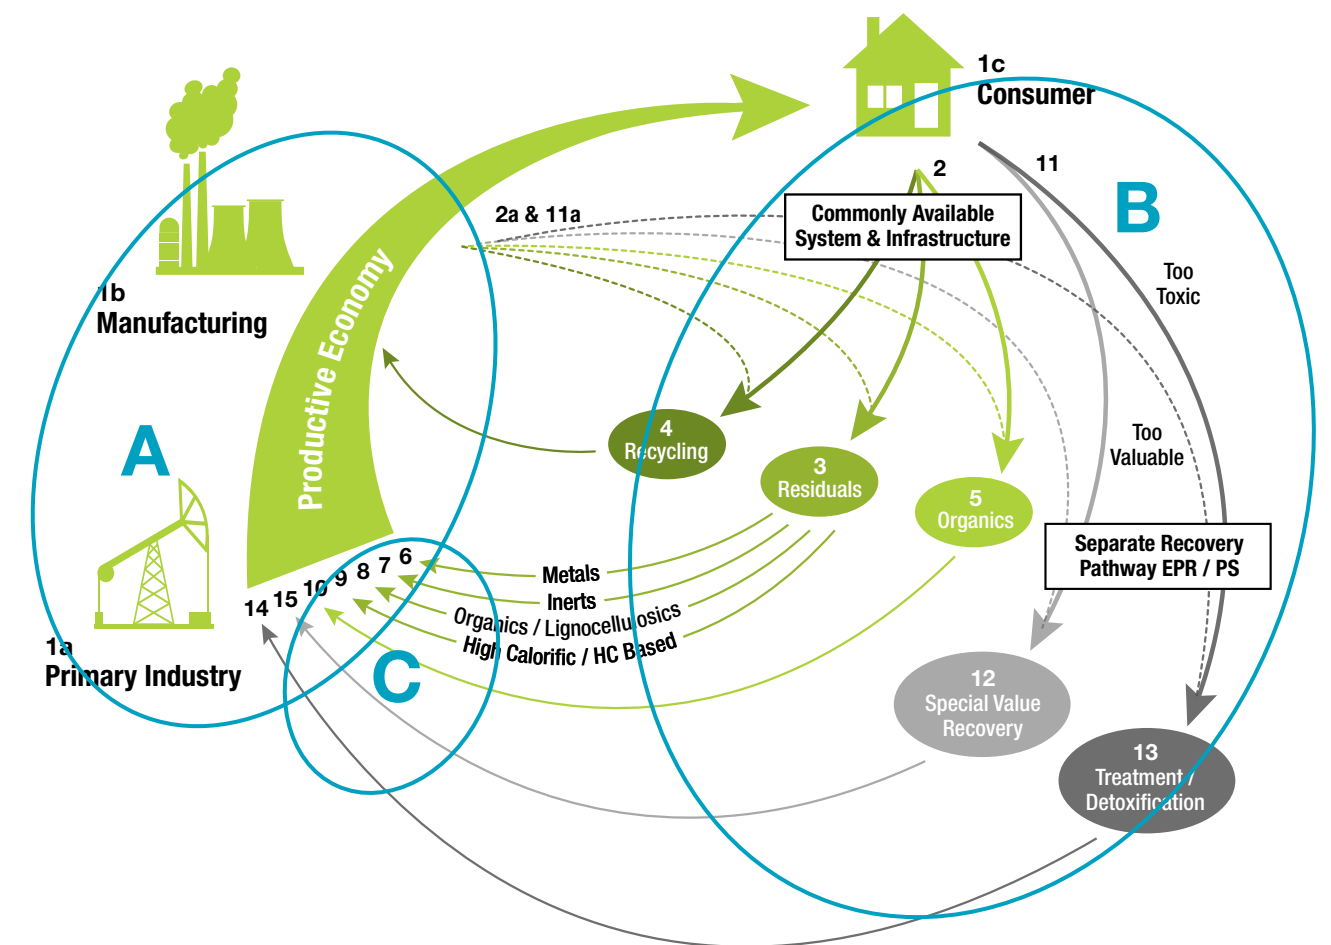 1c
Consumer
2
11
B
Commonly Available
System & Infrastructure
2a & 11a
Too
Toxic
1b
Manufacturing
Productive Economy
A
4
Recycling
3
Residuals
Too
Valuable
5
Organics
Separate Recovery
Pathway EPR / PS
6
7
8
9
10
15
14
Metals
Inerts
Organics / Lignocellulosics
High Calorific / HC Based
1a
Primary Industry
C
12
Special Value
Recovery
13
Treatment /
Detoxification